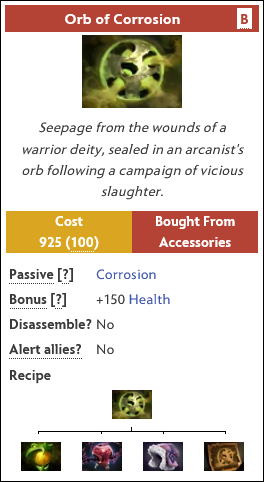 Orb of Corrosion B
Seepage from the wounds of a
warrior deity, sealed in an arcanist's
orb following a campaign of vicious
slaughter.
Cost
925 (100)
Bought From
Accessories
Passive [?] Corrosion
Bonus [?] +150 Health
Disassemble? No
Alert allies? No
Recipe